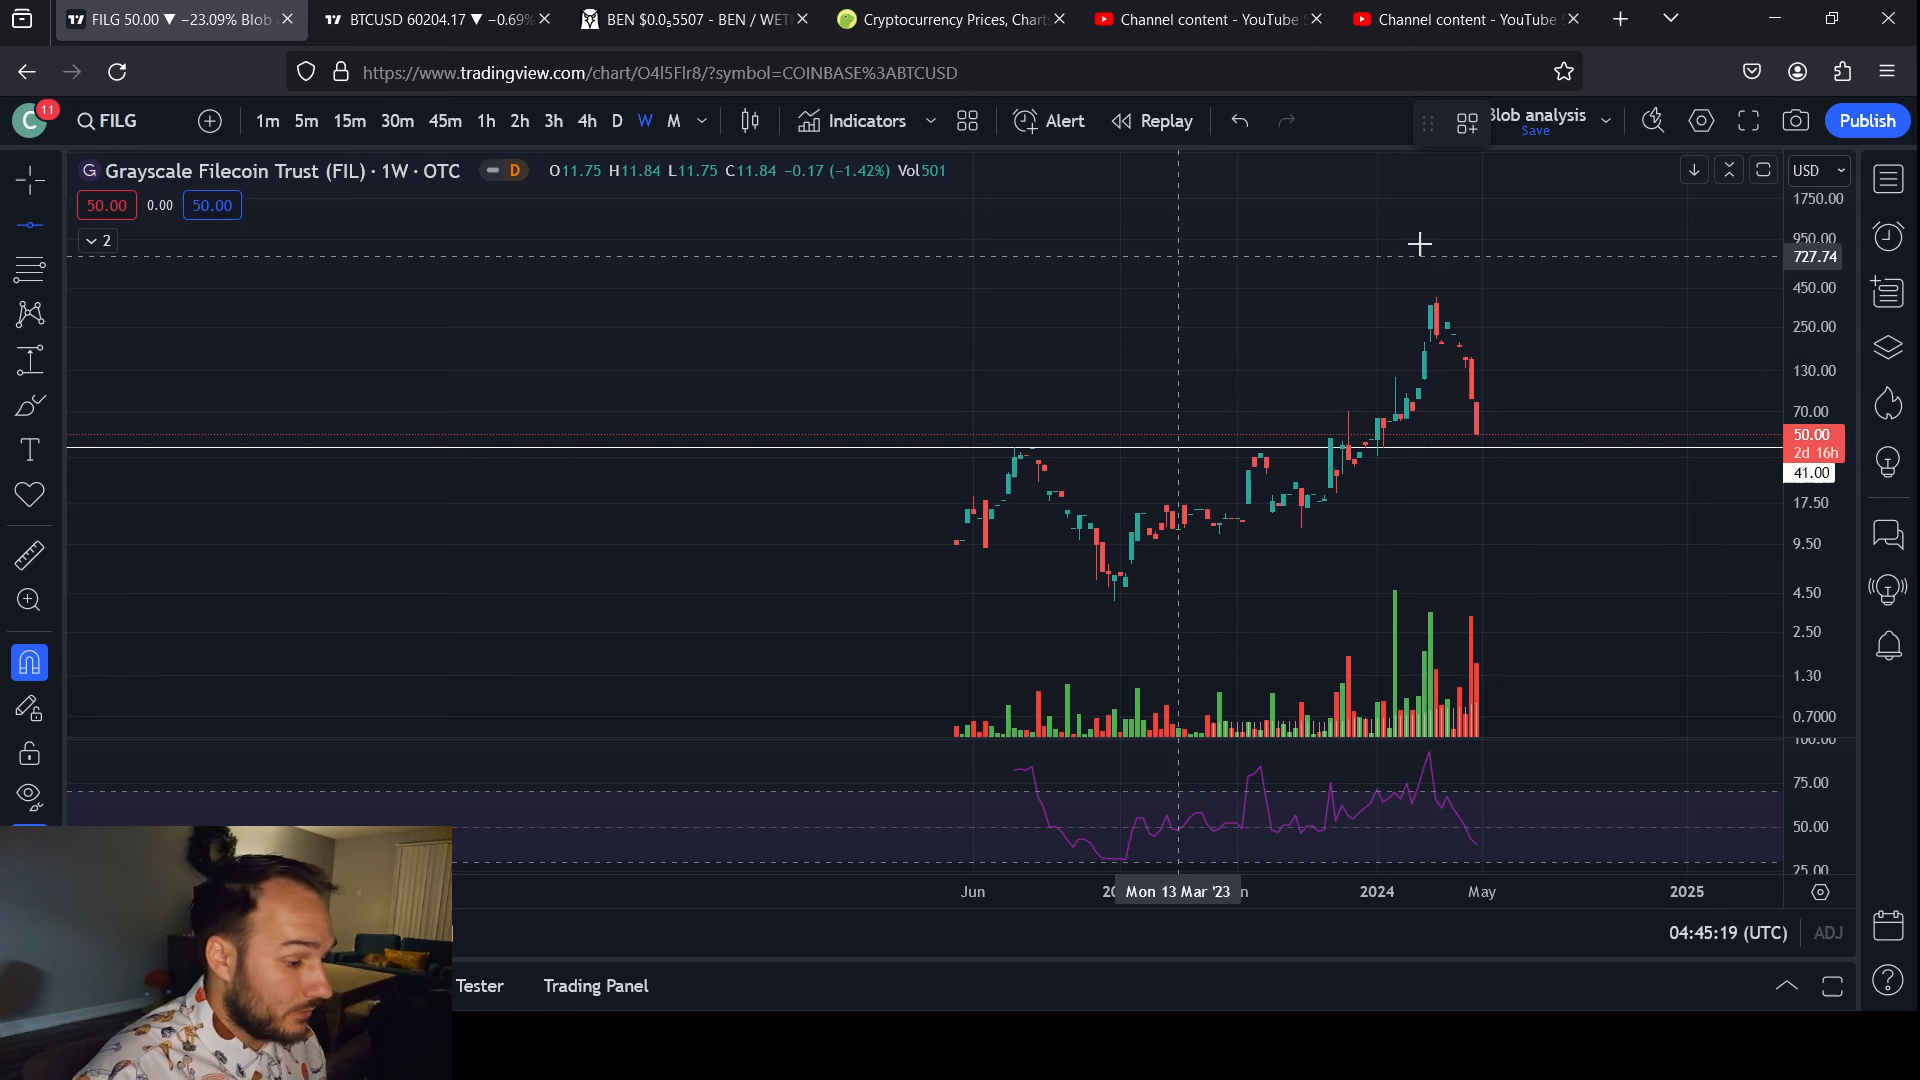 FILG 50.00 ▼ −23.09% Blob
BTCUSD 60204.17 ▼ −0.69%
BEN $0.0₅5507 - BEN / WET
Cryptocurrency Prices, Chart
Channel content - YouTube S
Channel content - YouTube S
https://www.tradingview.com/chart/O4l5Flr8/?symbol=COINBASE%3ABTCUSD
C
11
FILG
1m 5m 15m 30m 45m 1h 2h 3h 4h D W M
Indicators
Alert
Replay
Blob analysis
Save
Publish
G Grayscale Filecoin Trust (FIL) · 1W · OTC
D
O11.75 H11.84 L11.75 C11.84 −0.17 (−1.42%) Vol501
USD
50.00 0.00 50.00
2
1750.00
950.00
727.74
450.00
250.00
130.00
70.00
50.00
2d 16h
41.00
17.50
9.50
4.50
2.50
1.30
0.7000
100.00
75.00
50.00
25.00
Jun
20
Mon 13 Mar '23
n
2024
May
2025
04:45:19 (UTC)
ADJ
Tester
Trading Panel